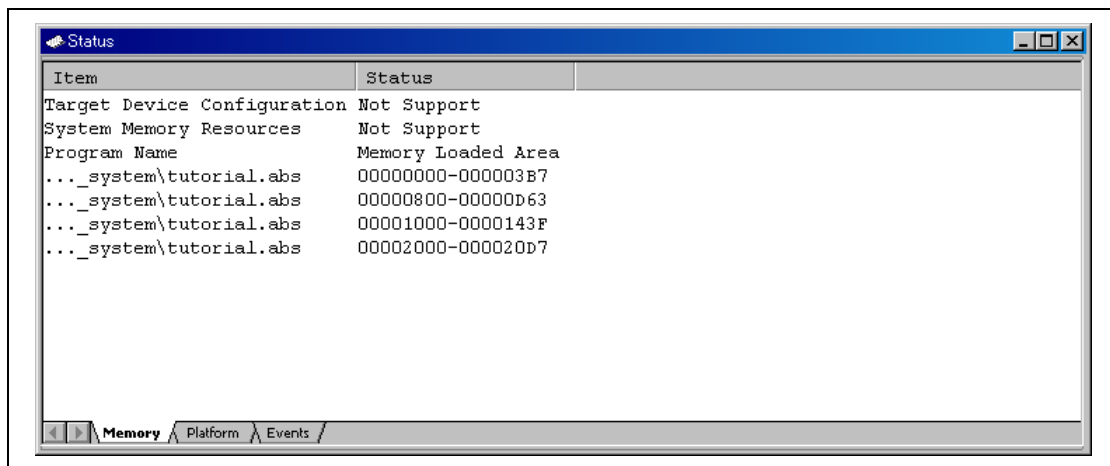 Status
Item Status
Target Device Configuration Not Support
System Memory Resources Not Support
Program Name Memory Loaded Area
..._system\tutorial.abs 00000000-000003B7
..._system\tutorial.abs 00000800-00000D63
..._system\tutorial.abs 00001000-0000143F
..._system\tutorial.abs 00002000-000020D7
Memory Platform Events